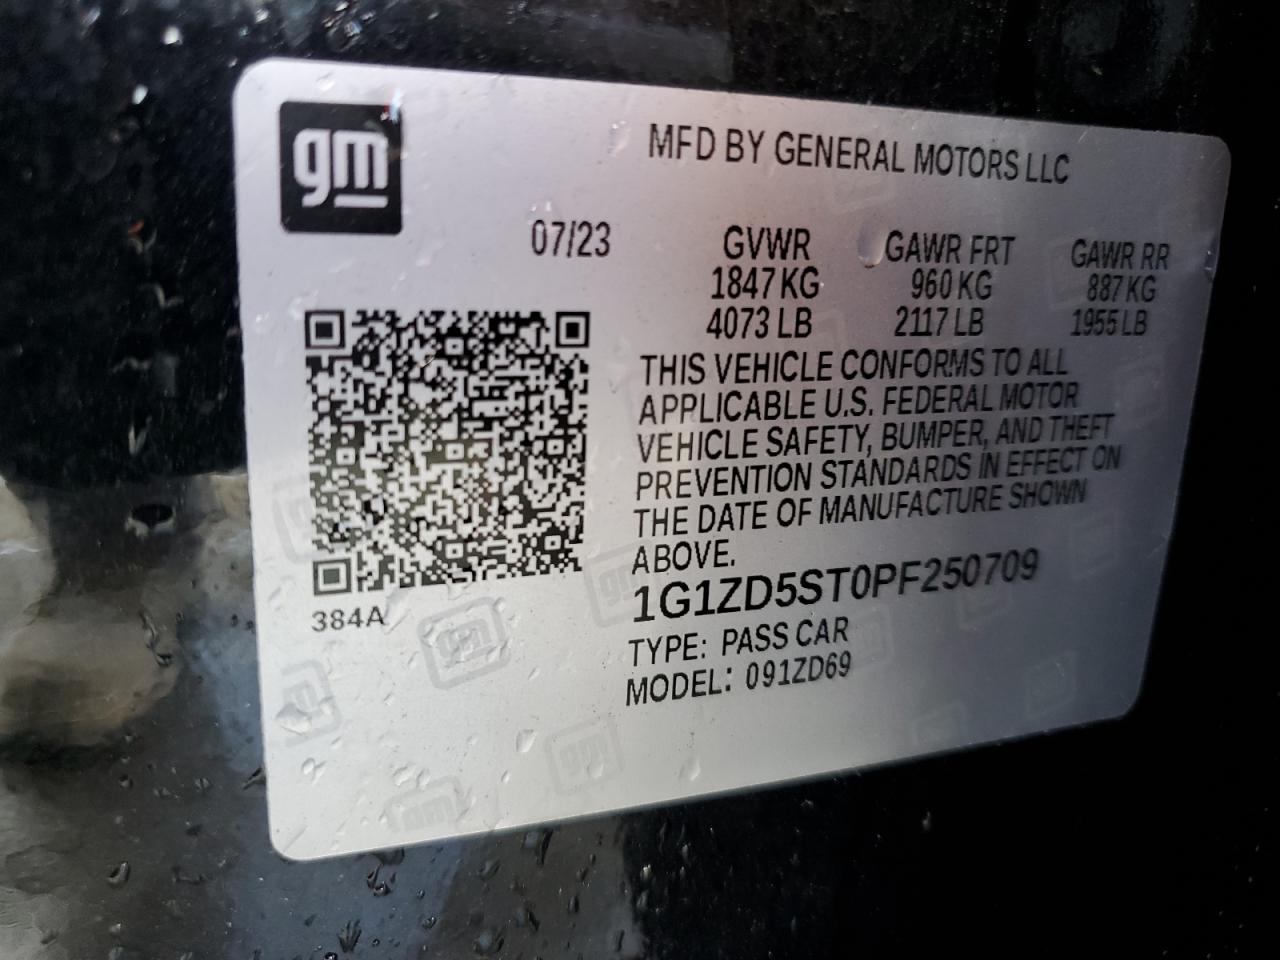 gm
MFD BY GENERAL MOTORS LLC
07/23 GVWR GAWR FRT GAWR RR
1847 KG 960 KG 887 KG
4073 LB 2117 LB 1955 LB
THIS VEHICLE CONFORMS TO ALL
APPLICABLE U.S. FEDERAL MOTOR
VEHICLE SAFETY, BUMPER, AND THEFT
PREVENTION STANDARDS IN EFFECT ON
THE DATE OF MANUFACTURE SHOWN
ABOVE.
1G1ZD5ST0PF250709
384A
TYPE: PASS CAR
MODEL: 091ZD69